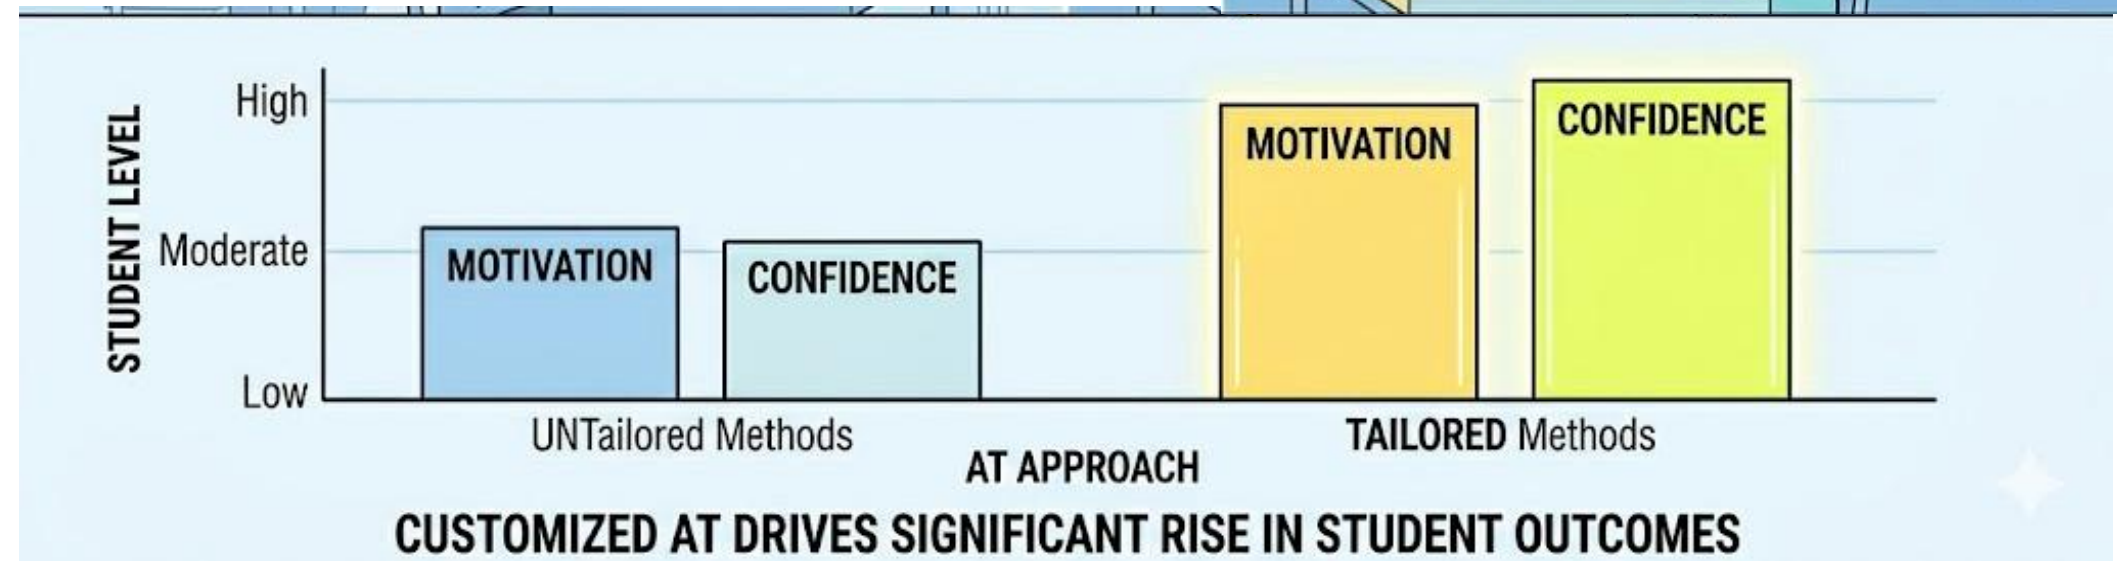 STUDENT LEVEL
High
Moderate
Low
MOTIVATION
CONFIDENCE
MOTIVATION
CONFIDENCE
UNTailored Methods
TAILORED Methods
AT APPROACH
CUSTOMIZED AT DRIVES SIGNIFICANT RISE IN STUDENT OUTCOMES